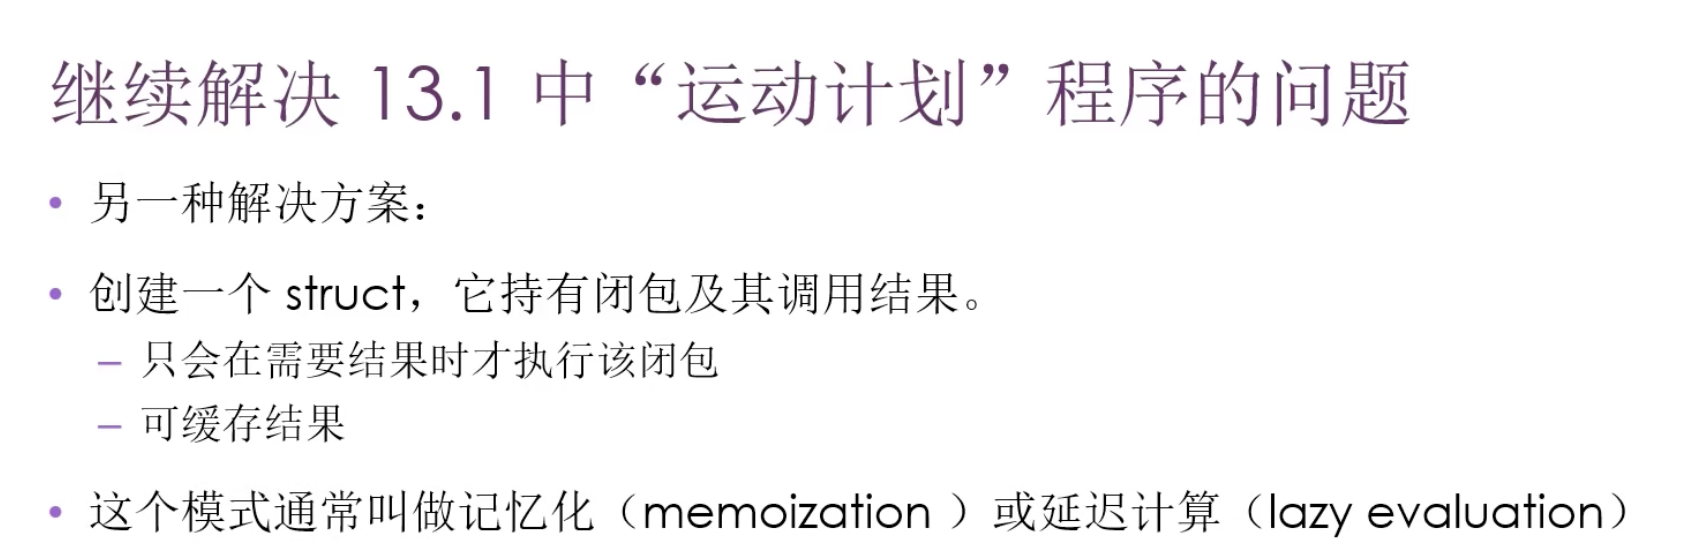 继续解决 13.1 中“运动计划”程序的问题
• 另一种解决方案：
• 创建一个 struct，它持有闭包及其调用结果。
– 只会在需要结果时才执行该闭包
– 可缓存结果
• 这个模式通常叫做记忆化（memoization ）或延迟计算（lazy evaluation）